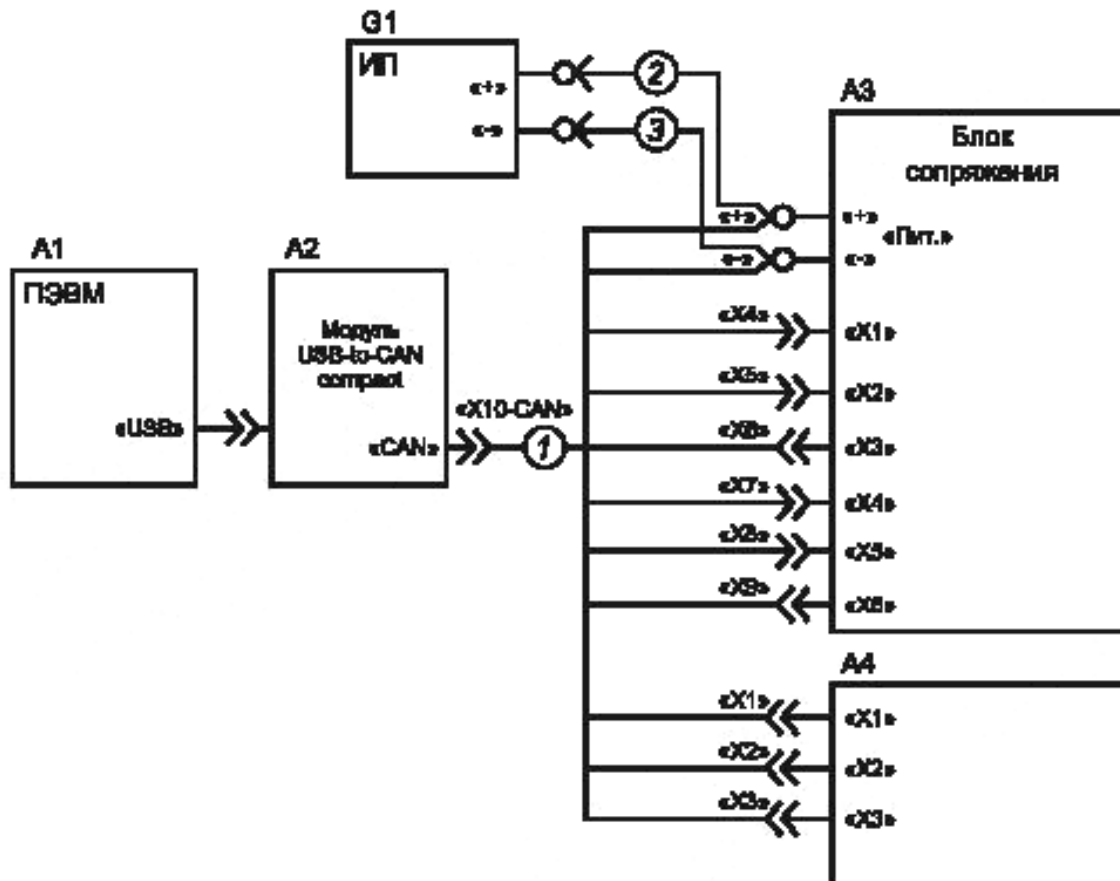 G1
ИП
«+»
«-»
2
3
A3
Блок
сопряжения
«+»
«+»
«Пит.»
«-»
«-»
A1
ПЭВМ
«USB»
A2
Модуль
USB-to-CAN
compact
«CAN»
«X10-CAN»
1
«X4»
«X1»
«X5»
«X2»
«X6»
«X3»
«X7»
«X4»
«X8»
«X5»
«X9»
«X6»
A4
«X1»
«X1»
«X2»
«X2»
«X3»
«X3»